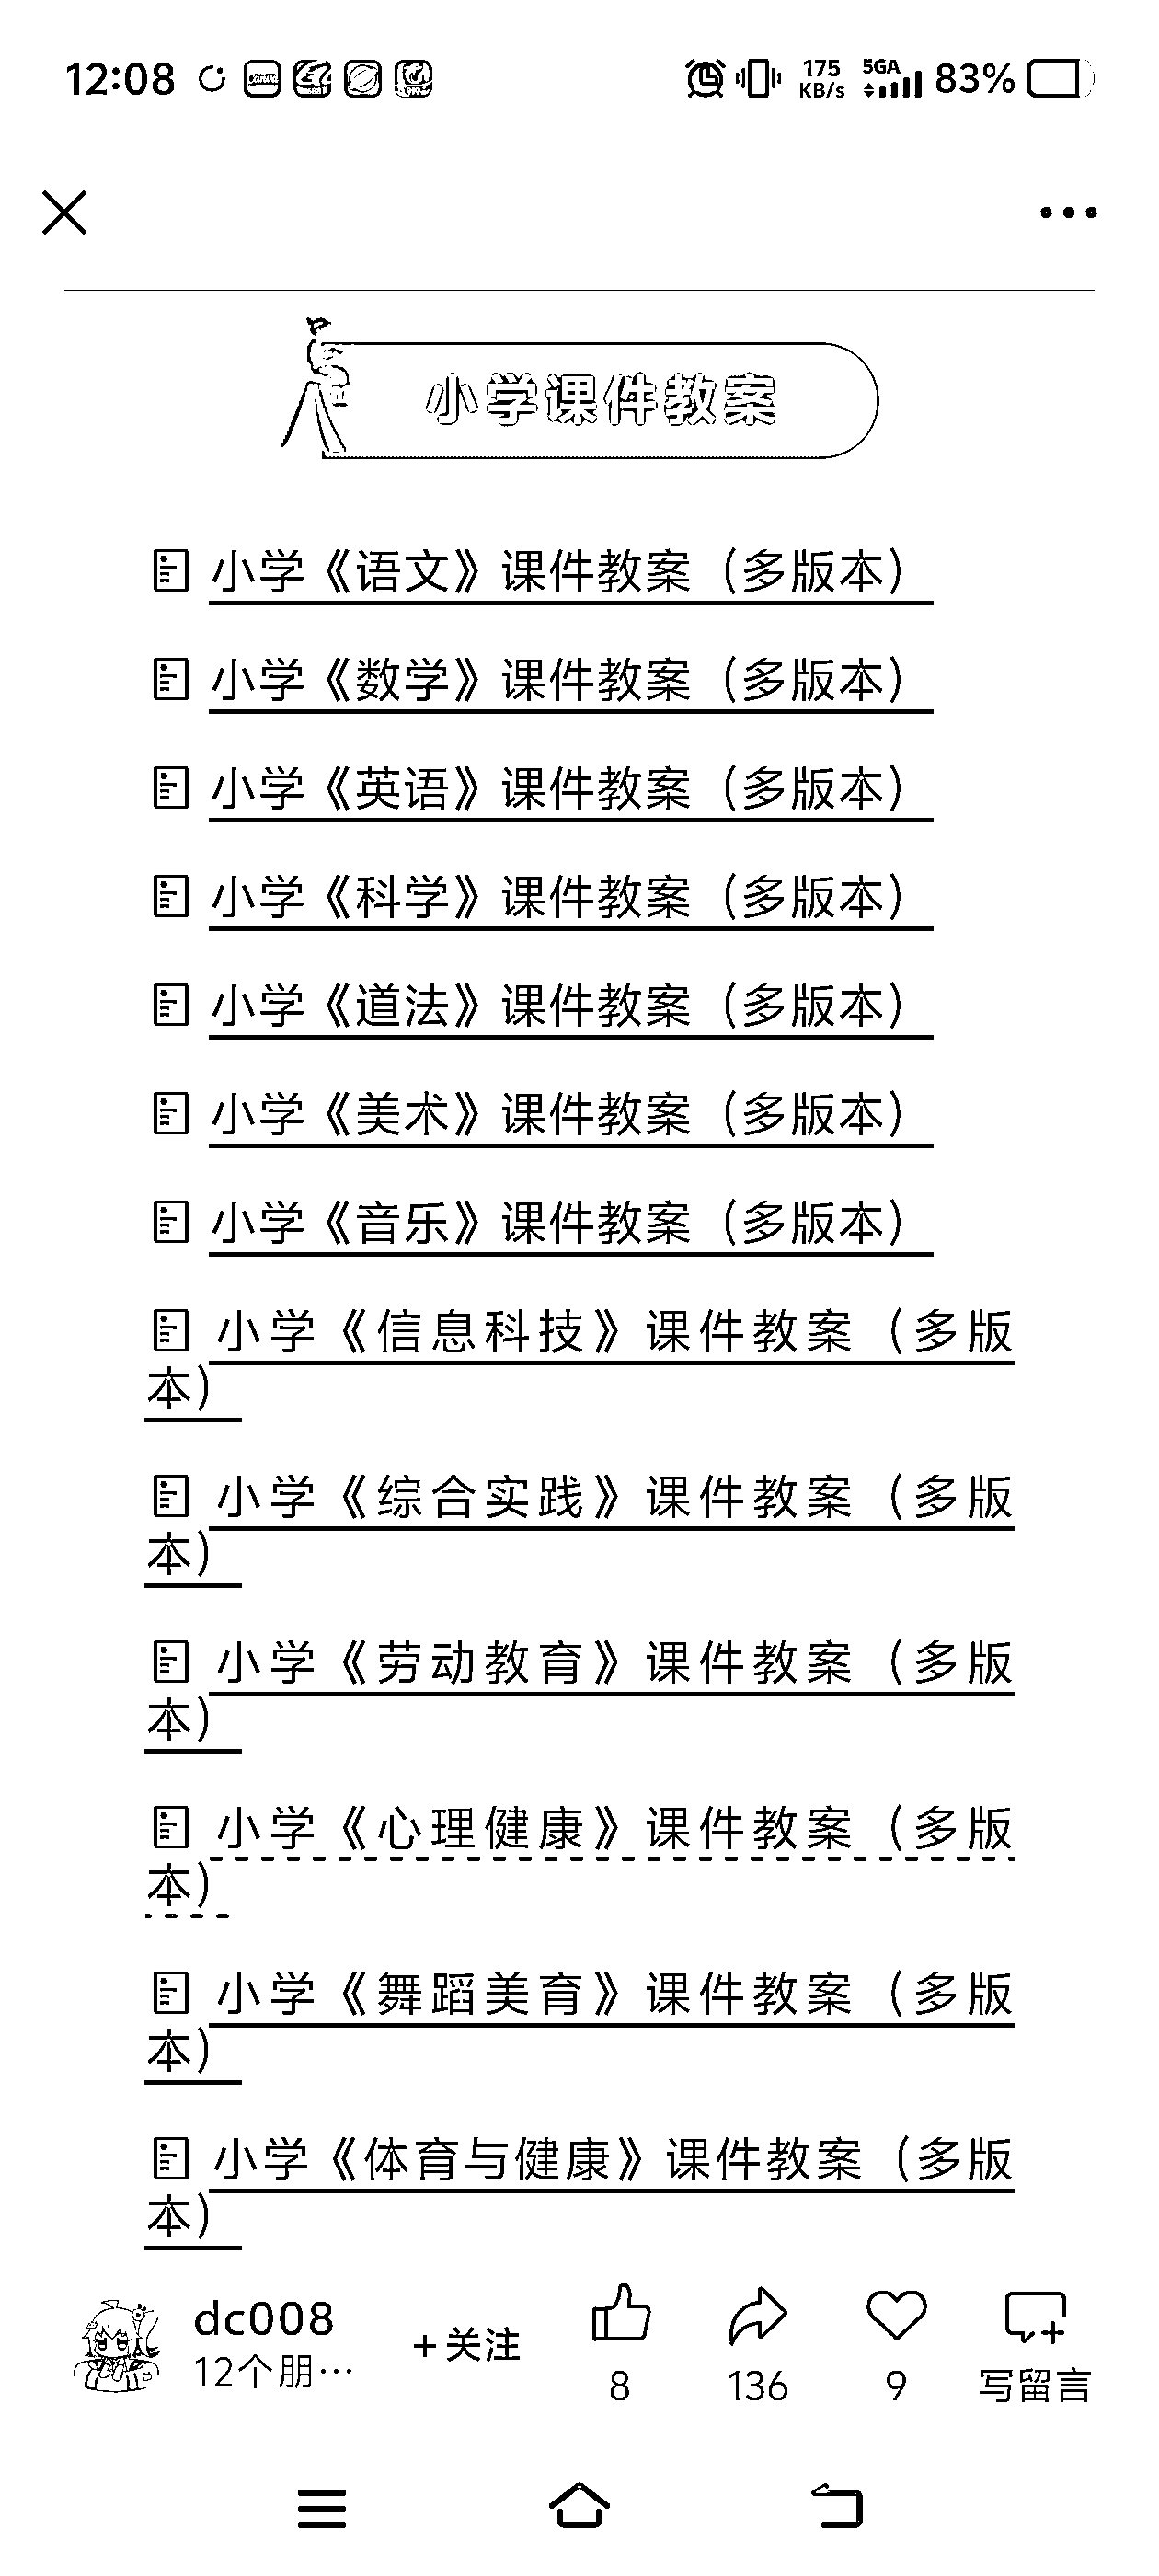 12:08 175 KB/s 5GA 83%
小学课件教案
小学《语文》课件教案（多版本）
小学《数学》课件教案（多版本）
小学《英语》课件教案（多版本）
小学《科学》课件教案（多版本）
小学《道法》课件教案（多版本）
小学《美术》课件教案（多版本）
小学《音乐》课件教案（多版本）
小学《信息科技》课件教案（多版
本）
小学《综合实践》课件教案（多版
本）
小学《劳动教育》课件教案（多版
本）
小学《心理健康》课件教案（多版
本）
小学《舞蹈美育》课件教案（多版
本）
小学《体育与健康》课件教案（多版
本）
dc008
12个朋…
+关注
8 136 9 写留言